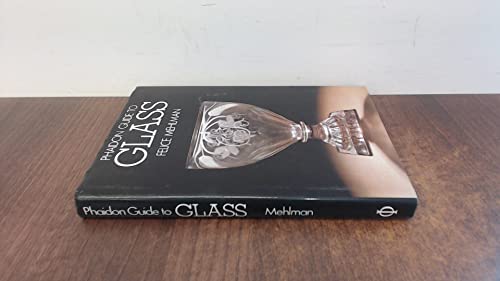 PHAIDON GUIDE TO
GLASS
FELICE MEHLMAN
Phaidon Guide to GLASS Mehlman